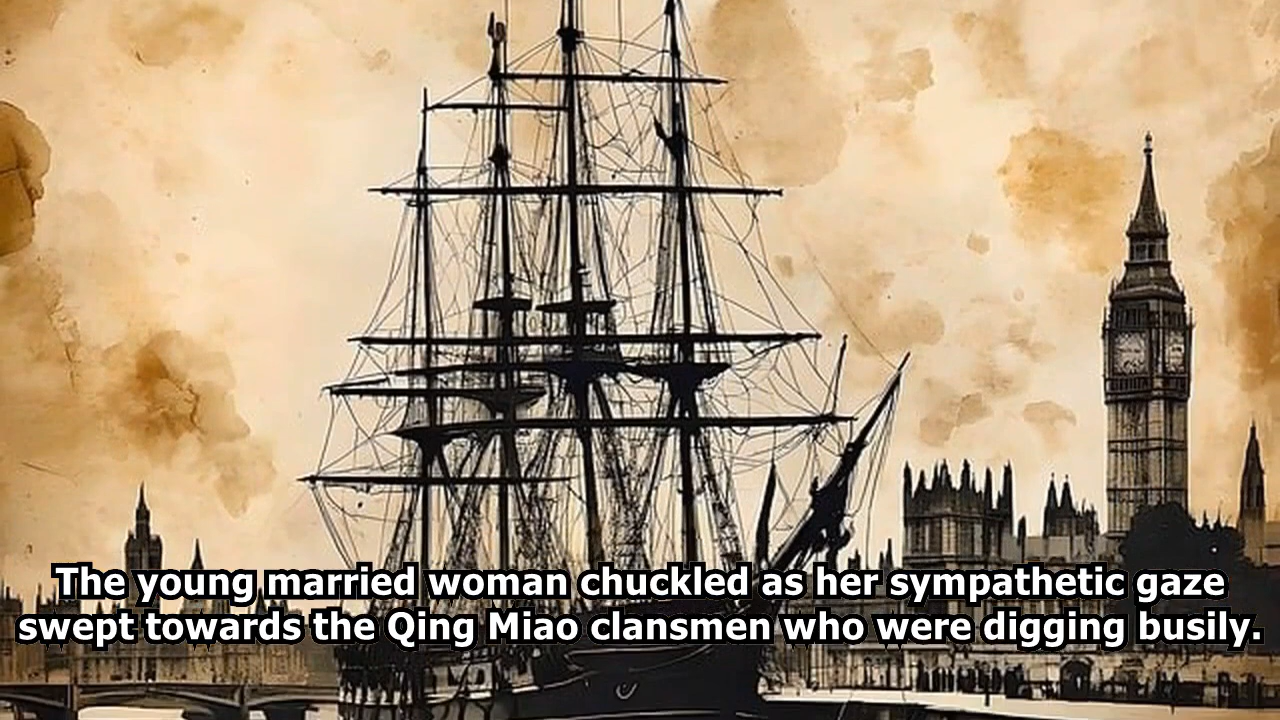 The young married woman chuckled as her sympathetic gaze
swept towards the Qing Miao clansmen who were digging busily.